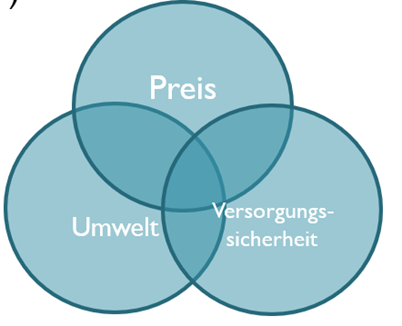 )
Preis
Umwelt
Versorgungs-
sicherheit